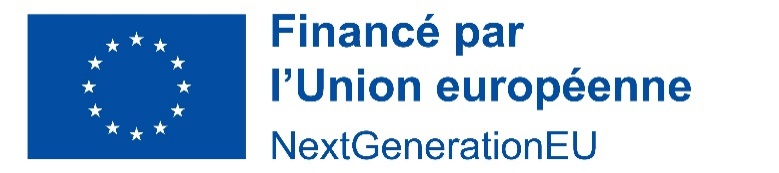 Financé par
l’Union européenne
NextGenerationEU